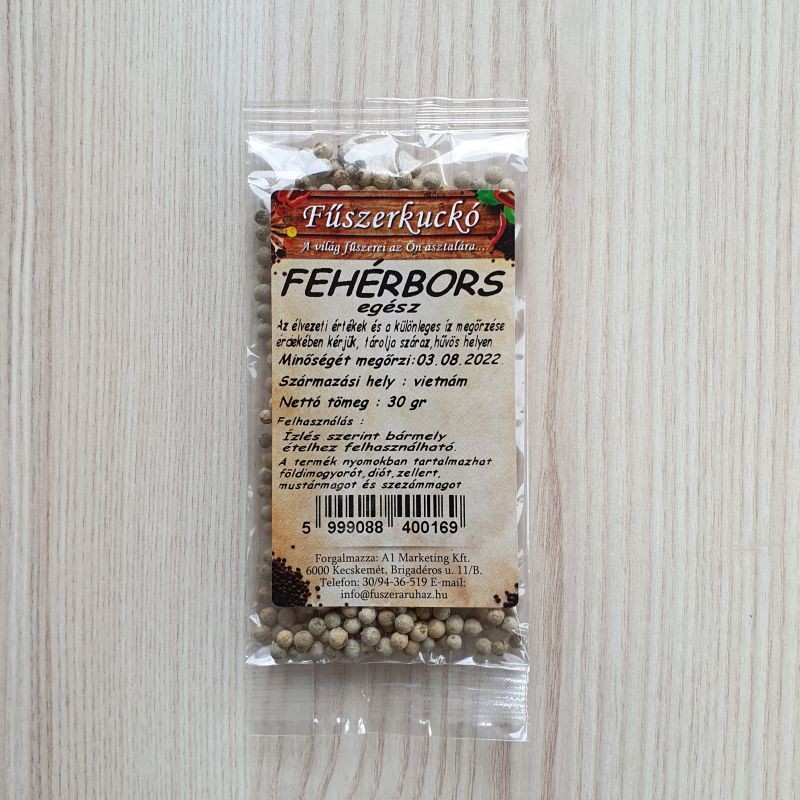 Fűszerkuckó
A világ fűszerei az Ön asztalára...
FEHÉRBORS
egész
Az élvezeti értékek és a különleges íz megőrzése
érdekében kérjük, tárolja száraz,hűvös helyen.
Minőségét megőrzi:03.08.2022.
Származási hely : vietnám
Nettó tömeg : 30 gr
Felhasználás :
Ízlés szerint bármely
ételhez felhasználható.
A termék nyomokban tartalmazhat
földimogyorót,diót,zellert,
mustármagot és szezámmagot
5 999088 400169
Forgalmazza: A1 Marketing Kft.
6000 Kecskemét, Brigadéros u. 11/B.
Telefon: 30/94-36-519 E-mail:
info@fuszeraruhaz.hu